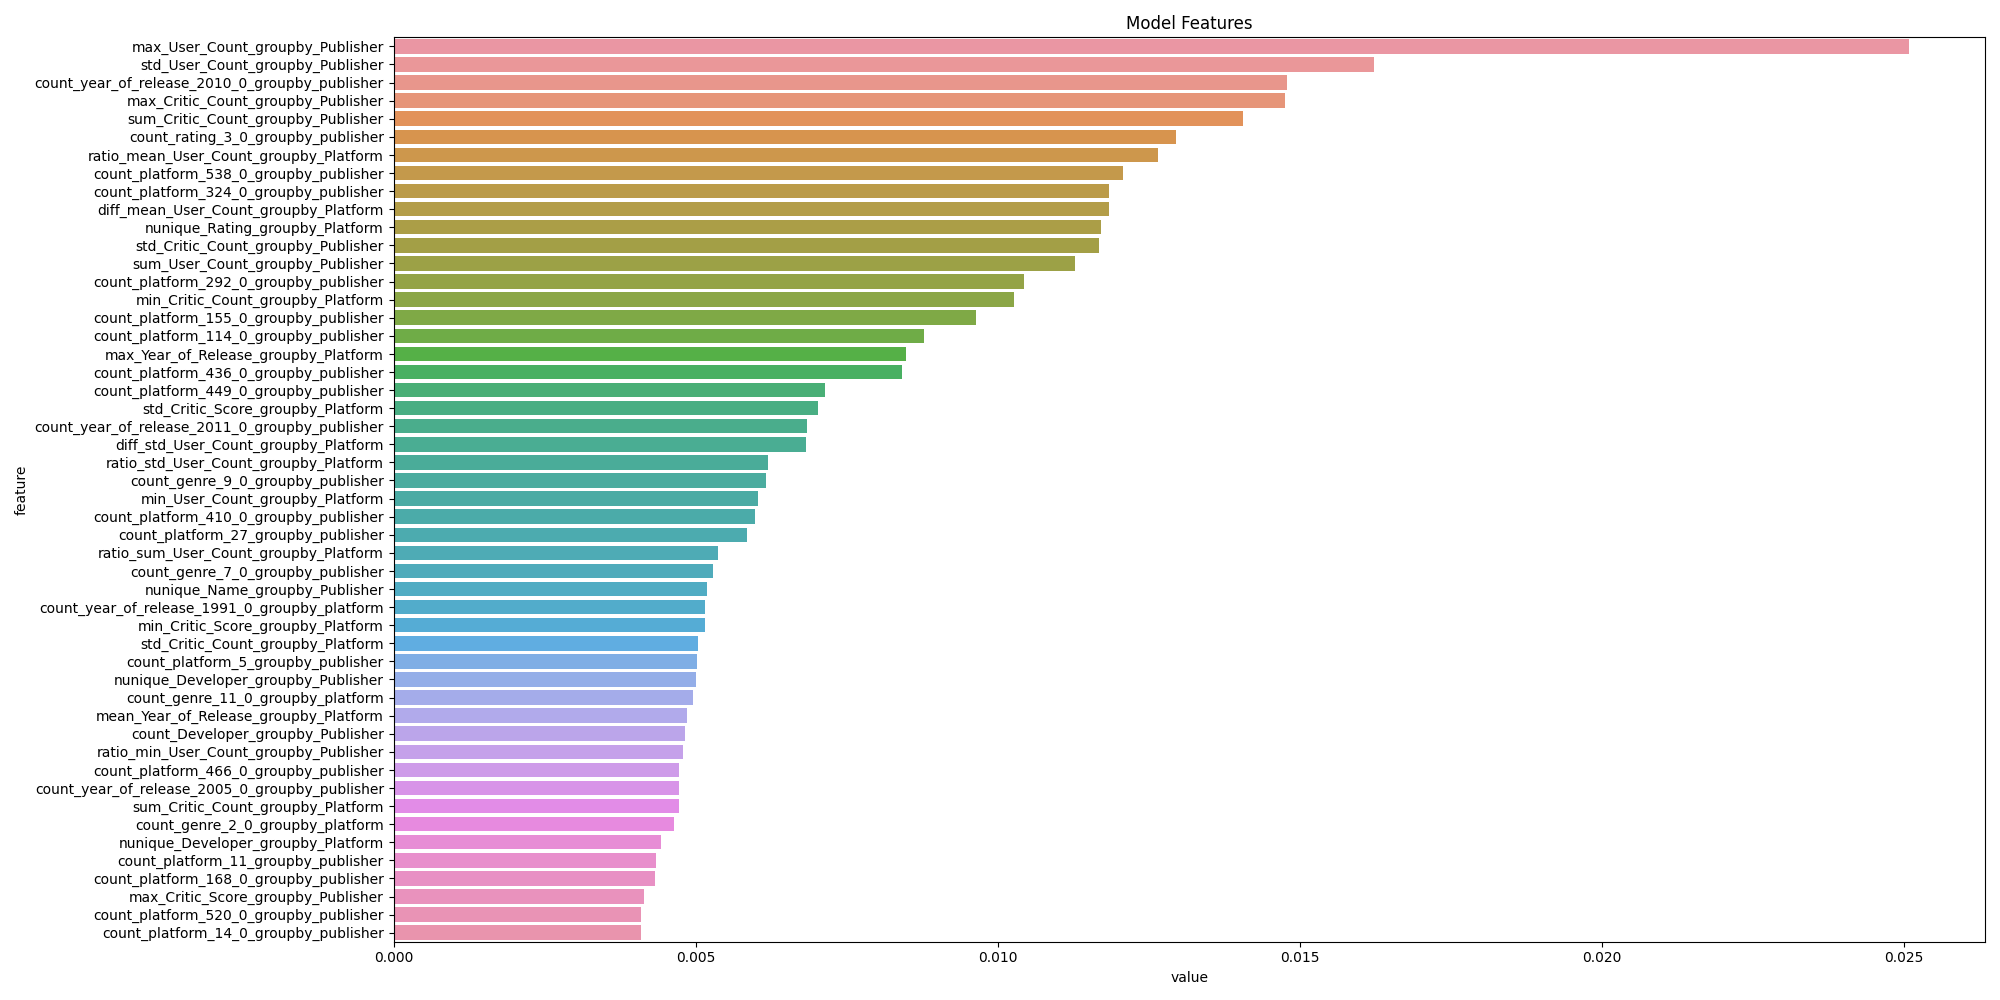 Model Features
max_User_Count_groupby_Publisher
std_User_Count_groupby_Publisher
count_year_of_release_2010_0_groupby_publisher
max_Critic_Count_groupby_Publisher
sum_Critic_Count_groupby_Publisher
count_rating_3_0_groupby_publisher
ratio_mean_User_Count_groupby_Platform
count_platform_538_0_groupby_publisher
count_platform_324_0_groupby_publisher
diff_mean_User_Count_groupby_Platform
nunique_Rating_groupby_Platform
std_Critic_Count_groupby_Publisher
sum_User_Count_groupby_Publisher
count_platform_292_0_groupby_publisher
min_Critic_Count_groupby_Platform
count_platform_155_0_groupby_publisher
count_platform_114_0_groupby_publisher
max_Year_of_Release_groupby_Platform
count_platform_436_0_groupby_publisher
count_platform_449_0_groupby_publisher
std_Critic_Score_groupby_Platform
count_year_of_release_2011_0_groupby_publisher
diff_std_User_Count_groupby_Platform
ratio_std_User_Count_groupby_Platform
count_genre_9_0_groupby_publisher
min_User_Count_groupby_Platform
count_platform_410_0_groupby_publisher
count_platform_27_groupby_publisher
ratio_sum_User_Count_groupby_Platform
count_genre_7_0_groupby_publisher
nunique_Name_groupby_Publisher
count_year_of_release_1991_0_groupby_platform
min_Critic_Score_groupby_Platform
std_Critic_Count_groupby_Platform
count_platform_5_groupby_publisher
nunique_Developer_groupby_Publisher
count_genre_11_0_groupby_platform
mean_Year_of_Release_groupby_Platform
count_Developer_groupby_Publisher
ratio_min_User_Count_groupby_Publisher
count_platform_466_0_groupby_publisher
count_year_of_release_2005_0_groupby_publisher
sum_Critic_Count_groupby_Platform
count_genre_2_0_groupby_platform
nunique_Developer_groupby_Platform
count_platform_11_groupby_publisher
count_platform_168_0_groupby_publisher
max_Critic_Score_groupby_Publisher
count_platform_520_0_groupby_publisher
count_platform_14_0_groupby_publisher
feature
0.000 0.005 0.010 0.015 0.020 0.025
value